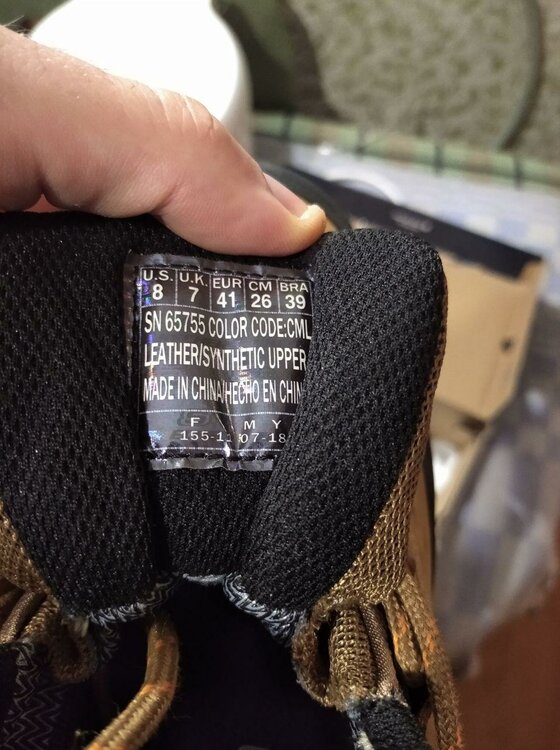 U.S. U.K. EUR CM BRA
8 7 41 26 39
SN 65755 COLOR CODE:CML
LEATHER/SYNTHETIC UPPER
MADE IN CHINA/HECHO EN CHIN
F M Y
07-18